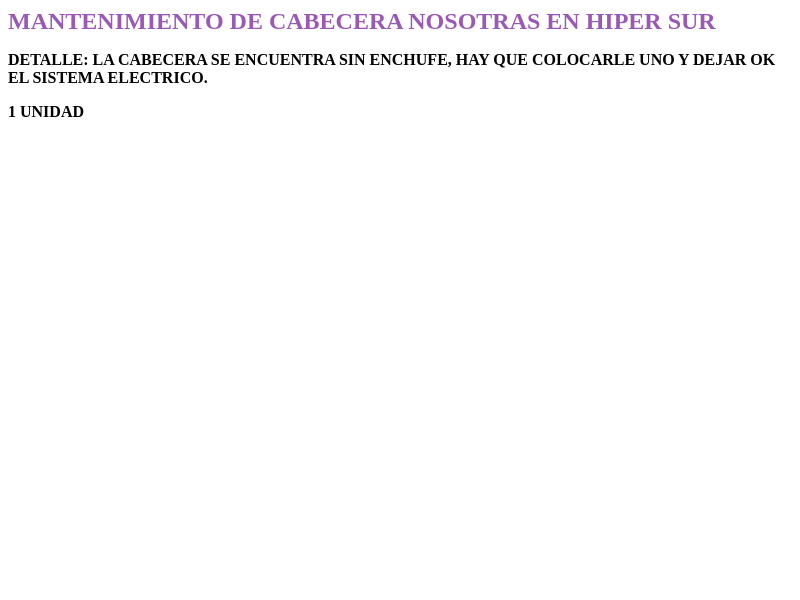 MANTENIMIENTO DE CABECERA NOSOTRAS EN HIPER SUR
DETALLE: LA CABECERA SE ENCUENTRA SIN ENCHUFE, HAY QUE COLOCARLE UNO Y DEJAR OK
EL SISTEMA ELECTRICO.
1 UNIDAD